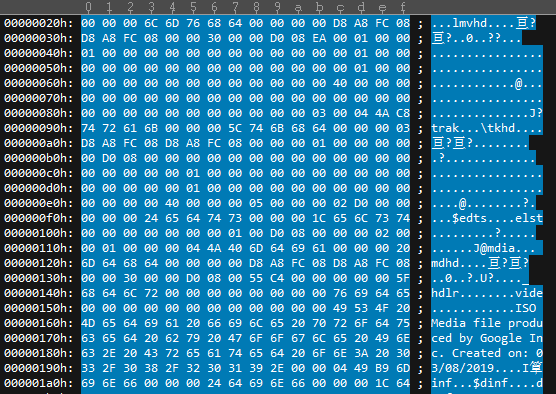 0 1 2 3 4 5 6 7 8 9 a b c d e f
00000020h: 00 00 00 6C 6D 76 68 64 00 00 00 00 D8 A8 FC 08 ; ...lmvhd....亘?
00000030h: D8 A8 FC 08 00 00 30 00 00 D0 08 EA 00 01 00 00 ; 亘?..0..??...
00000040h: 01 00 00 00 00 00 00 00 00 00 00 00 00 01 00 00 ; ................
00000050h: 00 00 00 00 00 00 00 00 00 00 00 00 00 01 00 00 ; ................
00000060h: 00 00 00 00 00 00 00 00 00 00 00 00 40 00 00 00 ; ............@...
00000070h: 00 00 00 00 00 00 00 00 00 00 00 00 00 00 00 00 ; ................
00000080h: 00 00 00 00 00 00 00 00 00 00 03 00 00 04 4A C8 ; ..............J?
00000090h: 74 72 61 6B 00 00 00 5C 74 6B 68 64 00 00 00 03 ; trak...\tkhd....
000000a0h: D8 A8 FC 08 D8 A8 FC 08 00 00 00 01 00 00 00 00 ; 亘?亘?........
000000b0h: 00 D0 08 00 00 00 00 00 00 00 00 00 00 00 00 00 ; .?.............
000000c0h: 00 00 00 00 00 01 00 00 00 00 00 00 00 00 00 00 ; ................
000000d0h: 00 00 00 00 00 01 00 00 00 00 00 00 00 00 00 00 ; ................
000000e0h: 00 00 00 00 40 00 00 00 05 00 00 00 02 D0 00 00 ; ....@........?.
000000f0h: 00 00 00 24 65 64 74 73 00 00 00 1C 65 6C 73 74 ; ...$edts....elst
00000100h: 00 00 00 00 00 00 00 01 00 D0 08 00 00 00 02 00 ; .........?.....
00000110h: 00 01 00 00 00 04 4A 40 6D 64 69 61 00 00 00 20 ; ......J@mdia...
00000120h: 6D 64 68 64 00 00 00 00 D8 A8 FC 08 D8 A8 FC 08 ; mdhd....亘?亘?
00000130h: 00 00 30 00 00 D0 08 00 55 C4 00 00 00 00 00 5F ; ..0..?.U?...._
00000140h: 68 64 6C 72 00 00 00 00 00 00 00 00 76 69 64 65 ; hdlr........vide
00000150h: 00 00 00 00 00 00 00 00 00 00 00 00 49 53 4F 20 ; ............ISO
00000160h: 4D 65 64 69 61 20 66 69 6C 65 20 70 72 6F 64 75 ; Media file produ
00000170h: 63 65 64 20 62 79 20 47 6F 6F 67 6C 65 20 49 6E ; ced by Google In
00000180h: 63 2E 20 43 72 65 61 74 65 64 20 6F 6E 3A 20 30 ; c. Created on: 0
00000190h: 33 2F 30 38 2F 32 30 31 39 2E 00 00 04 49 B9 6D ; 3/08/2019....I筸
000001a0h: 69 6E 66 00 00 00 24 64 69 6E 66 00 00 00 1C 64 ; inf...$dinf....d